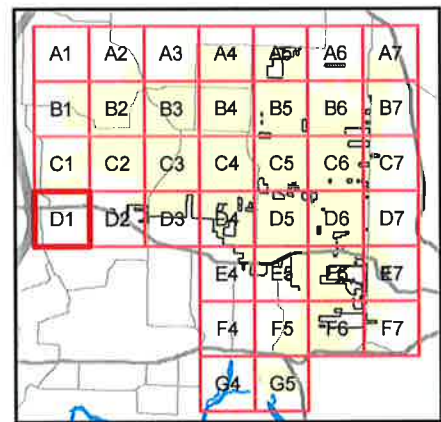 A1 A2 A3 A4 A5 A6 A7
B1 B2 B3 B4 B5 B6 B7
C1 C2 C3 C4 C5 C6 C7
D1 D2 D3 D4 D5 D6 D7
E4 E5 E6 E7
F4 F5 F6 F7
G4 G5